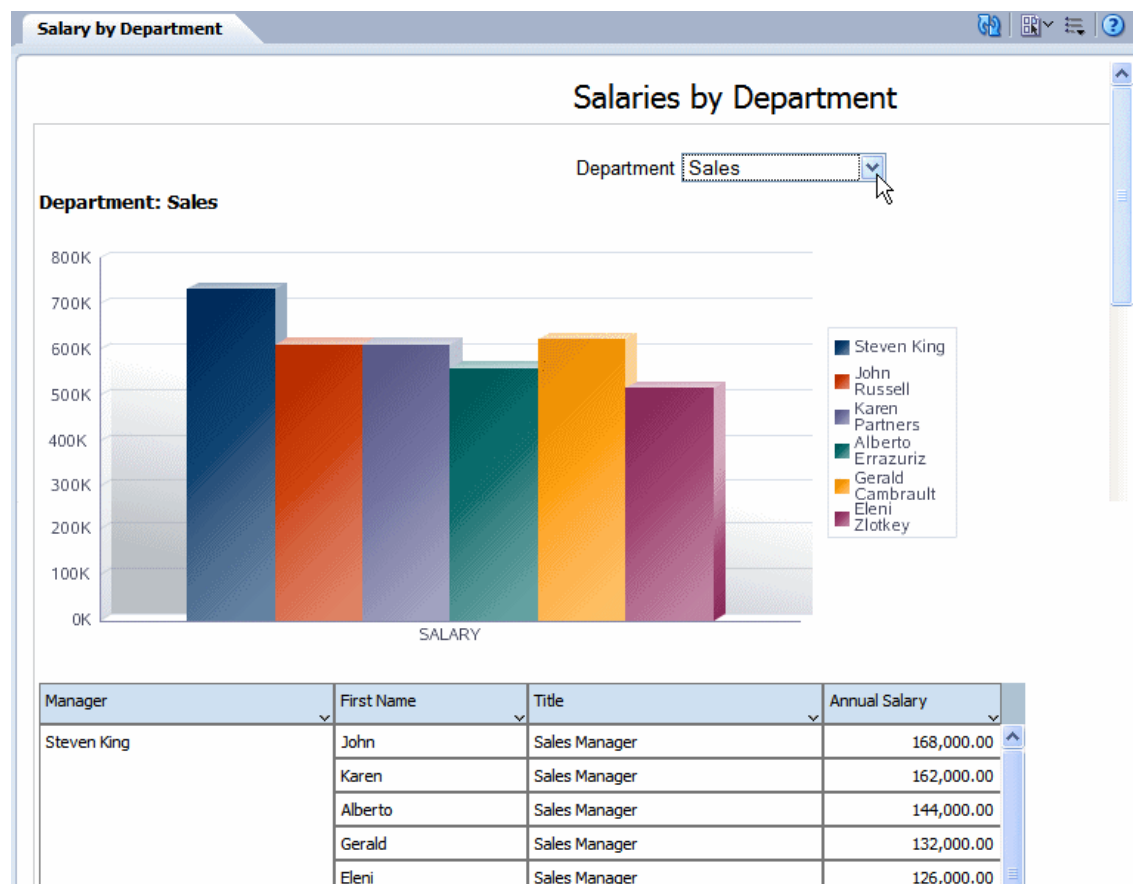 Salary by Department
?
Salaries by Department
Department Sales
Department: Sales
800K
700K
600K
500K
400K
300K
200K
100K
0K
SALARY
Steven King
John
Russell
Karen
Partners
Alberto
Errazuriz
Gerald
Cambrault
Eleni
Zlotkey
Manager First Name Title Annual Salary
Steven King John Sales Manager 168,000.00
Karen Sales Manager 162,000.00
Alberto Sales Manager 144,000.00
Gerald Sales Manager 132,000.00
Eleni Sales Manager 126,000.00